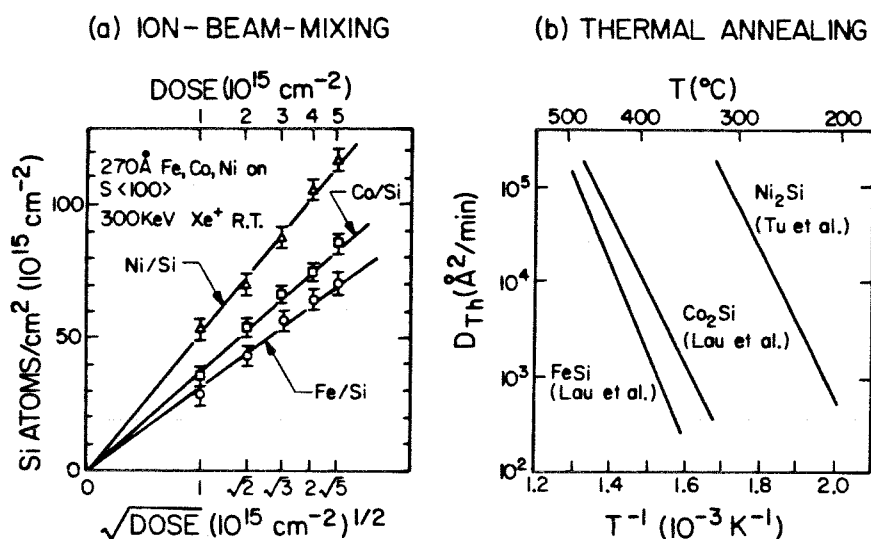 (a) ION-BEAM-MIXING
DOSE (10¹⁵ cm⁻²)
1 2 3 4 5
270Å Fe, Co, Ni on
S <100>
300KeV Xe⁺ R.T.
Co/Si
Ni/Si
Fe/Si
Si ATOMS/cm² (10¹⁵ cm⁻²)
100
50
0
0 1 √2 √3 2 √5
√DOSE (10¹⁵ cm⁻²)¹/²
(b) THERMAL ANNEALING
T(°C)
500 400 300 200
Ni₂Si
(Tu et al.)
Co₂Si
(Lau et al.)
FeSi
(Lau et al.)
D_Th (Å²/min)
10⁵
10⁴
10³
10²
1.2 1.4 1.6 1.8 2.0
T⁻¹ (10⁻³ K⁻¹)